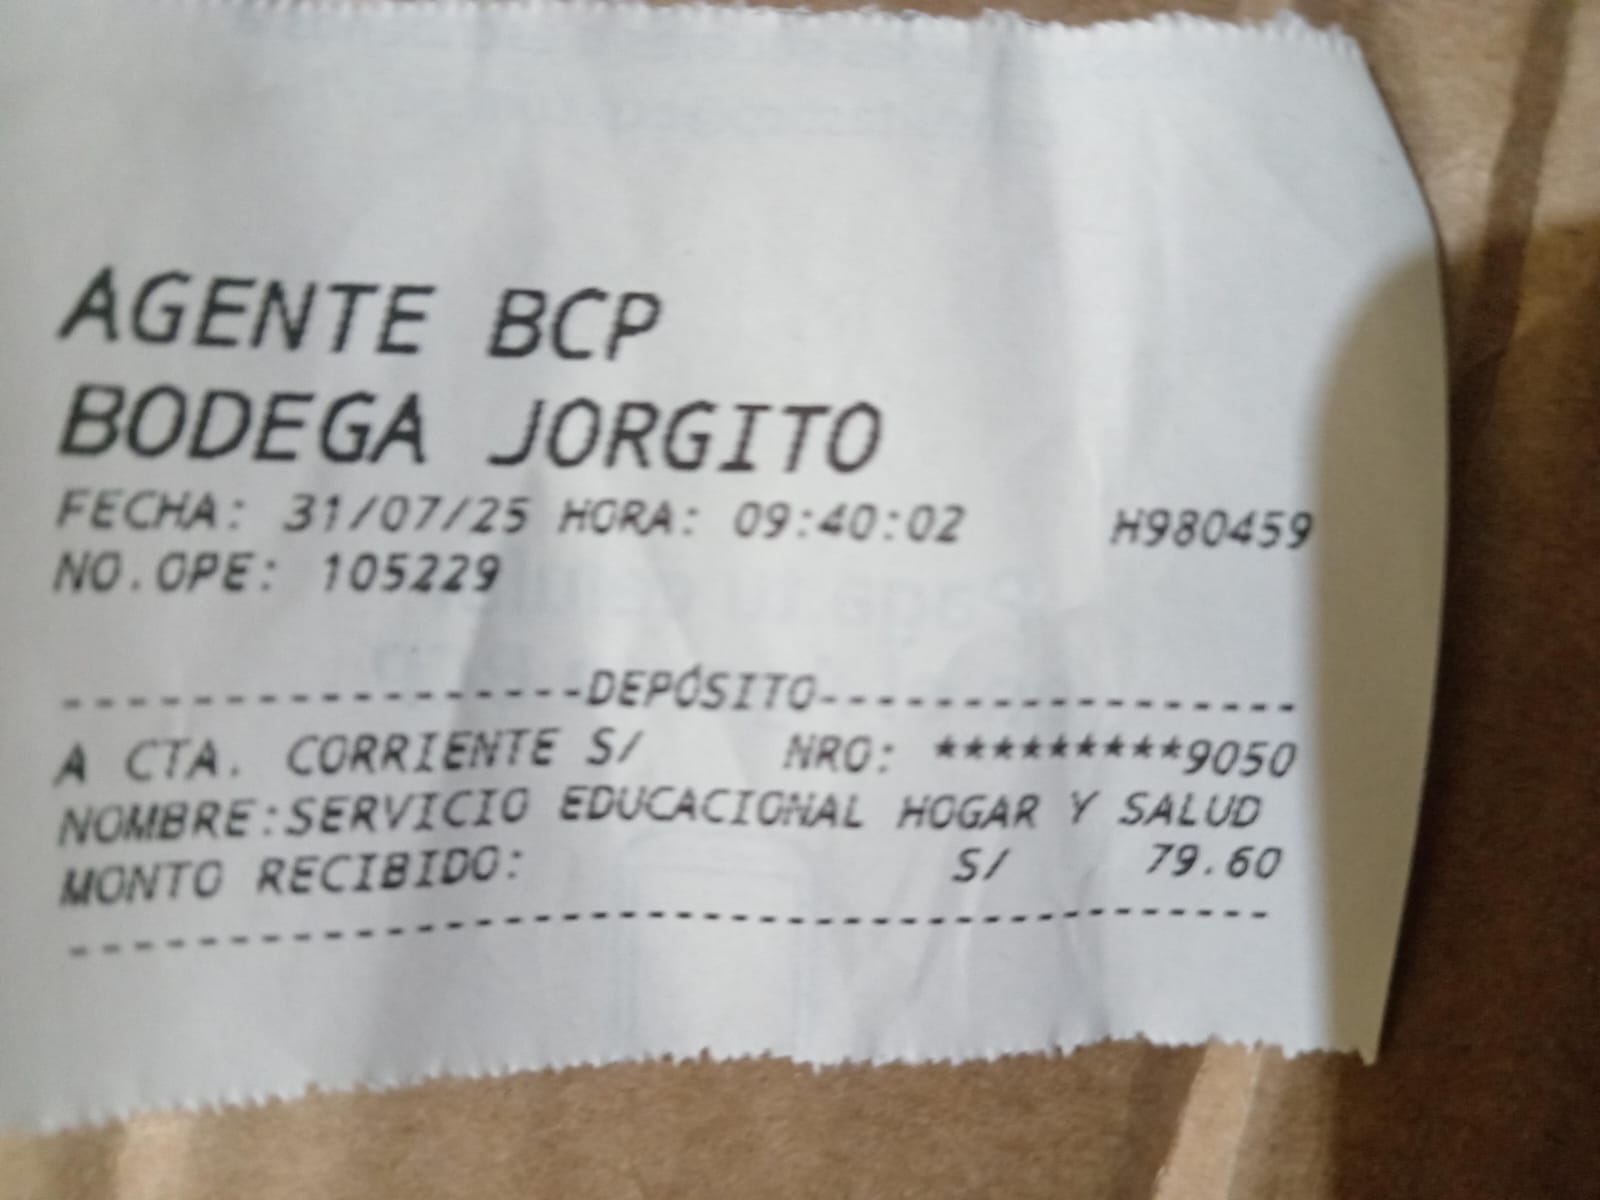 AGENTE BCP
BODEGA JORGITO
FECHA: 31/07/25 HORA: 09:40:02 H980459
NO.OPE: 105229
------------------DEPÓSITO------------------
A CTA. CORRIENTE S/ NRO: *********9050
NOMBRE:SERVICIO EDUCACIONAL HOGAR Y SALUD
MONTO RECIBIDO: S/ 79.60
--------------------------------------------